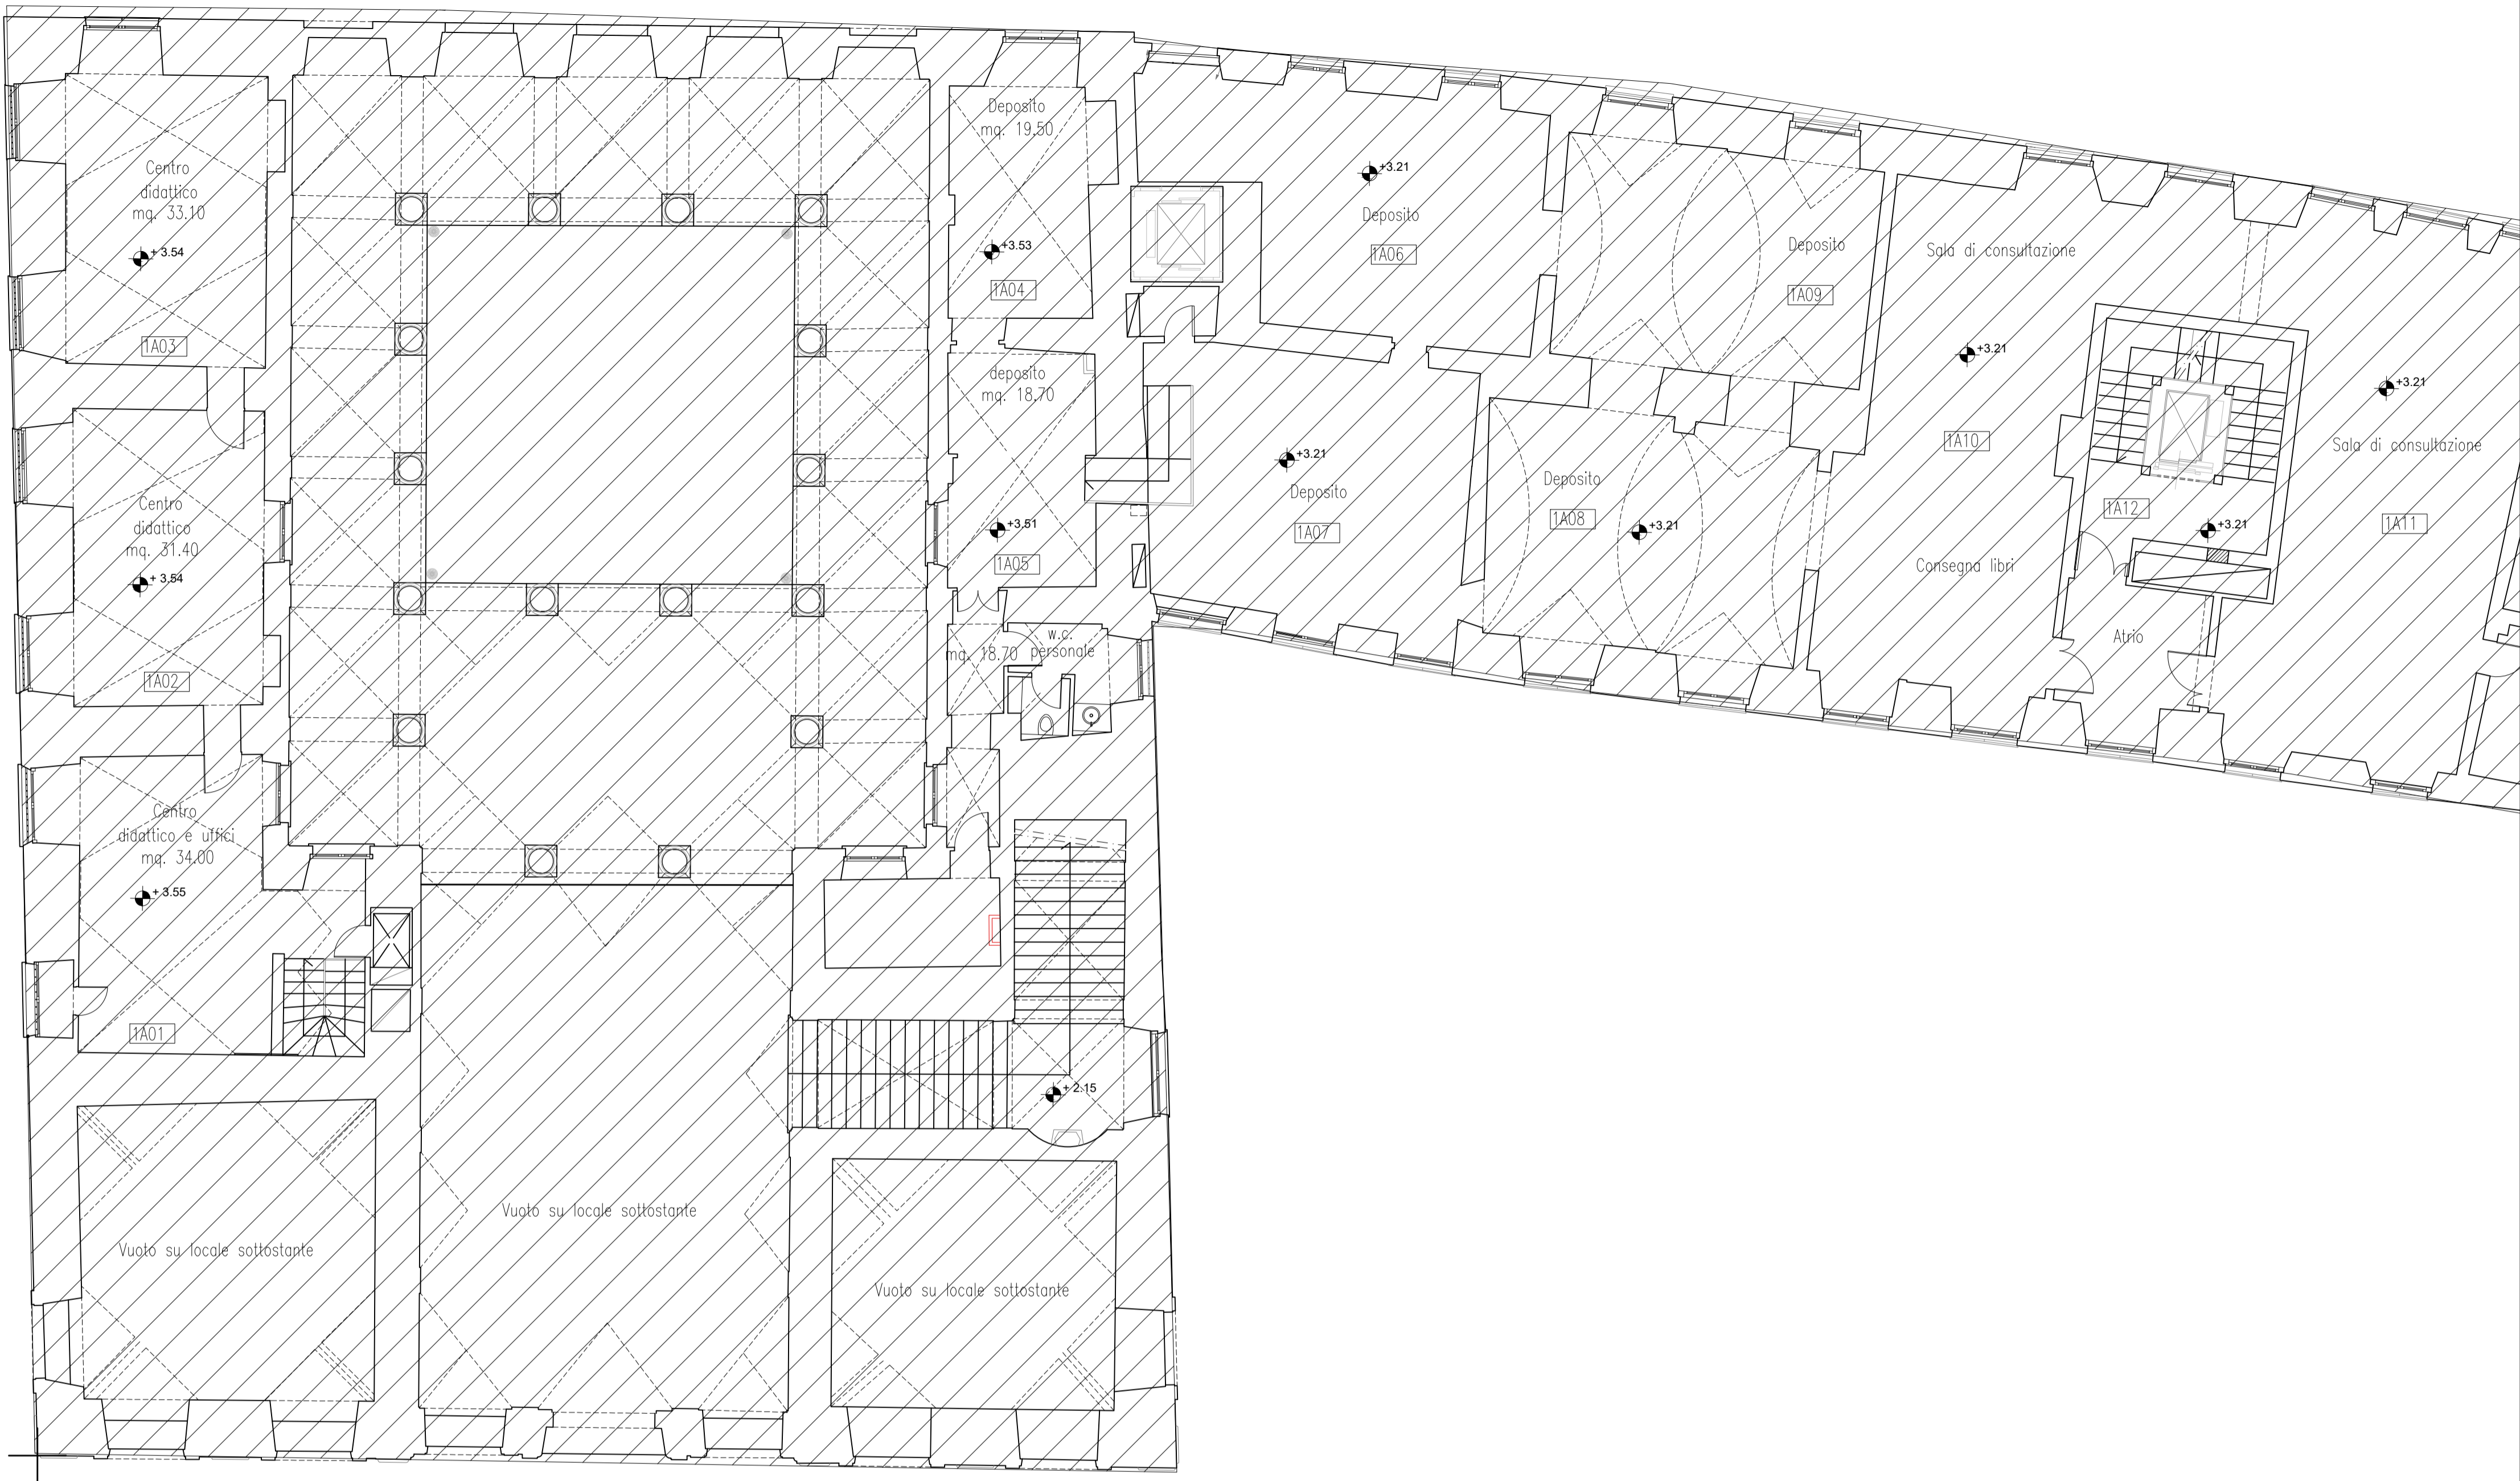 Centro
didattico
mq. 33.10
+ 3.54
1A03
Centro
didattico
mq. 31.40
+ 3.54
1A02
Centro
didattico e uffici
mq. 34.00
+ 3.55
1A01
Vuoto su locale sottostante
Vuoto su locale sottostante
Vuoto su locale sottostante
Deposito
mq. 19.50
+3.53
1A04
deposito
mq. 18.70
+3.51
1A05
w.c.
personale
mq. 18.70
+ 2.15
+3.21
Deposito
1A06
+3.21
Deposito
1A07
Deposito
1A08
+3.21
Deposito
1A09
Sala di consultazione
+3.21
1A10
Consegna libri
1A12
+3.21
Atrio
+3.21
Sala di consultazione
1A11